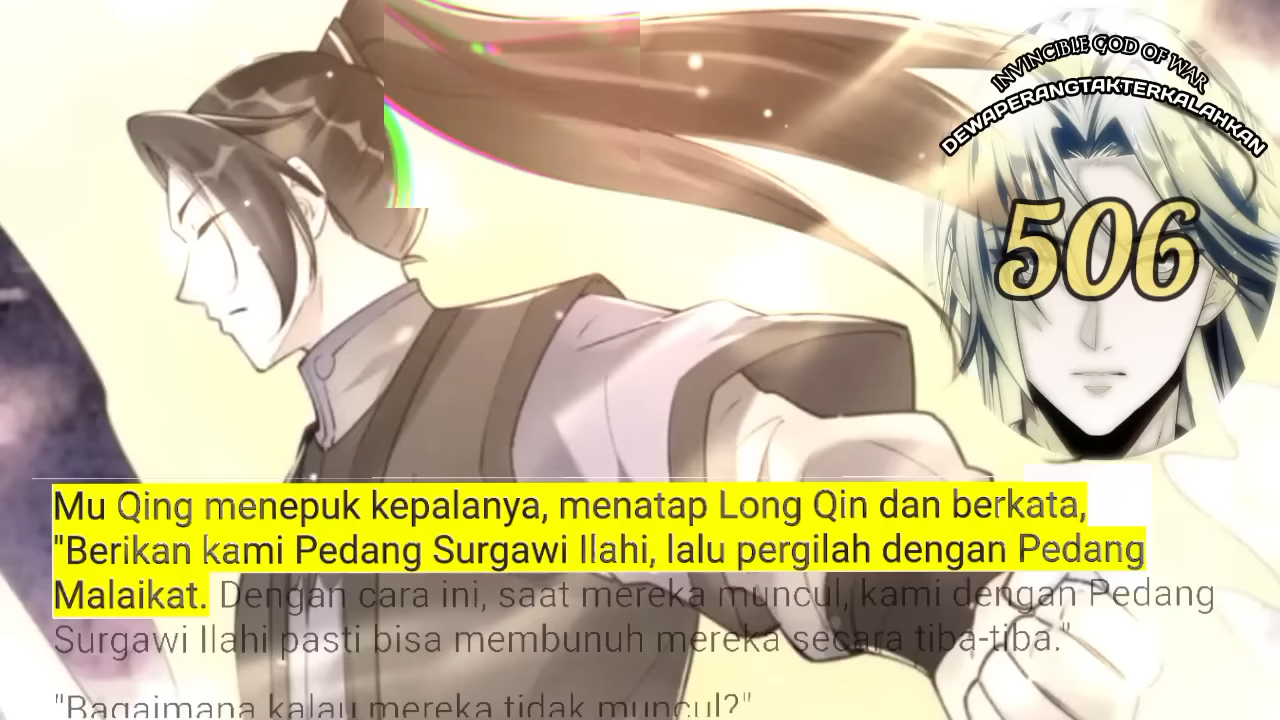 INVINCIBLE GOD OF WAR
DEWAPERANGTAKTERKALAHKAN
506
Mu Qing menepuk kepalanya, menatap Long Qin dan berkata,
"Berikan kami Pedang Surgawi Ilahi, lalu pergilah dengan Pedang
Malaikat. Dengan cara ini, saat mereka muncul, kami dengan Pedang
Surgawi Ilahi pasti bisa membunuh mereka secara tiba-tiba."
"Bagaimana kalau mereka tidak muncul?"